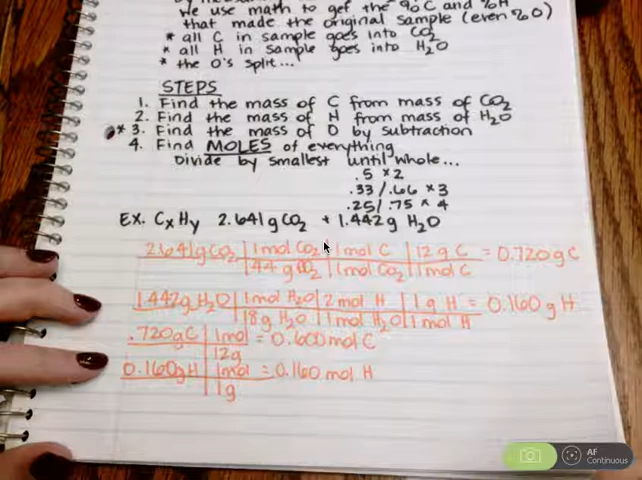 We use math to get the %C and %H
that made the original sample (even %O)
* all C in sample goes into CO2
* all H in sample goes into H2O
* the O's split...
STEPS
1. Find the mass of C from mass of CO2
2. Find the mass of H from mass of H2O
* 3. Find the mass of O by subtraction
4. Find MOLES of everything
Divide by smallest until whole...
.5 × 2
.33/.66 × 3
.25/.75 × 4
EX. CxHy 2.641g CO2 + 1.442g H2O
2.641g CO2 | 1 mol CO2 | 1 mol C | 12 g C = 0.720g C
44 g CO2 | 1 mol CO2 | 1 mol C
1.442g H2O | 1 mol H2O | 2 mol H | 1 g H = 0.160 g H
18g H2O | 1 mol H2O | 1 mol H
.720g C | 1mol = 0.600 mol C
12g
0.160g H | 1mol = 0.160 mol H
1g
AF
Continuous